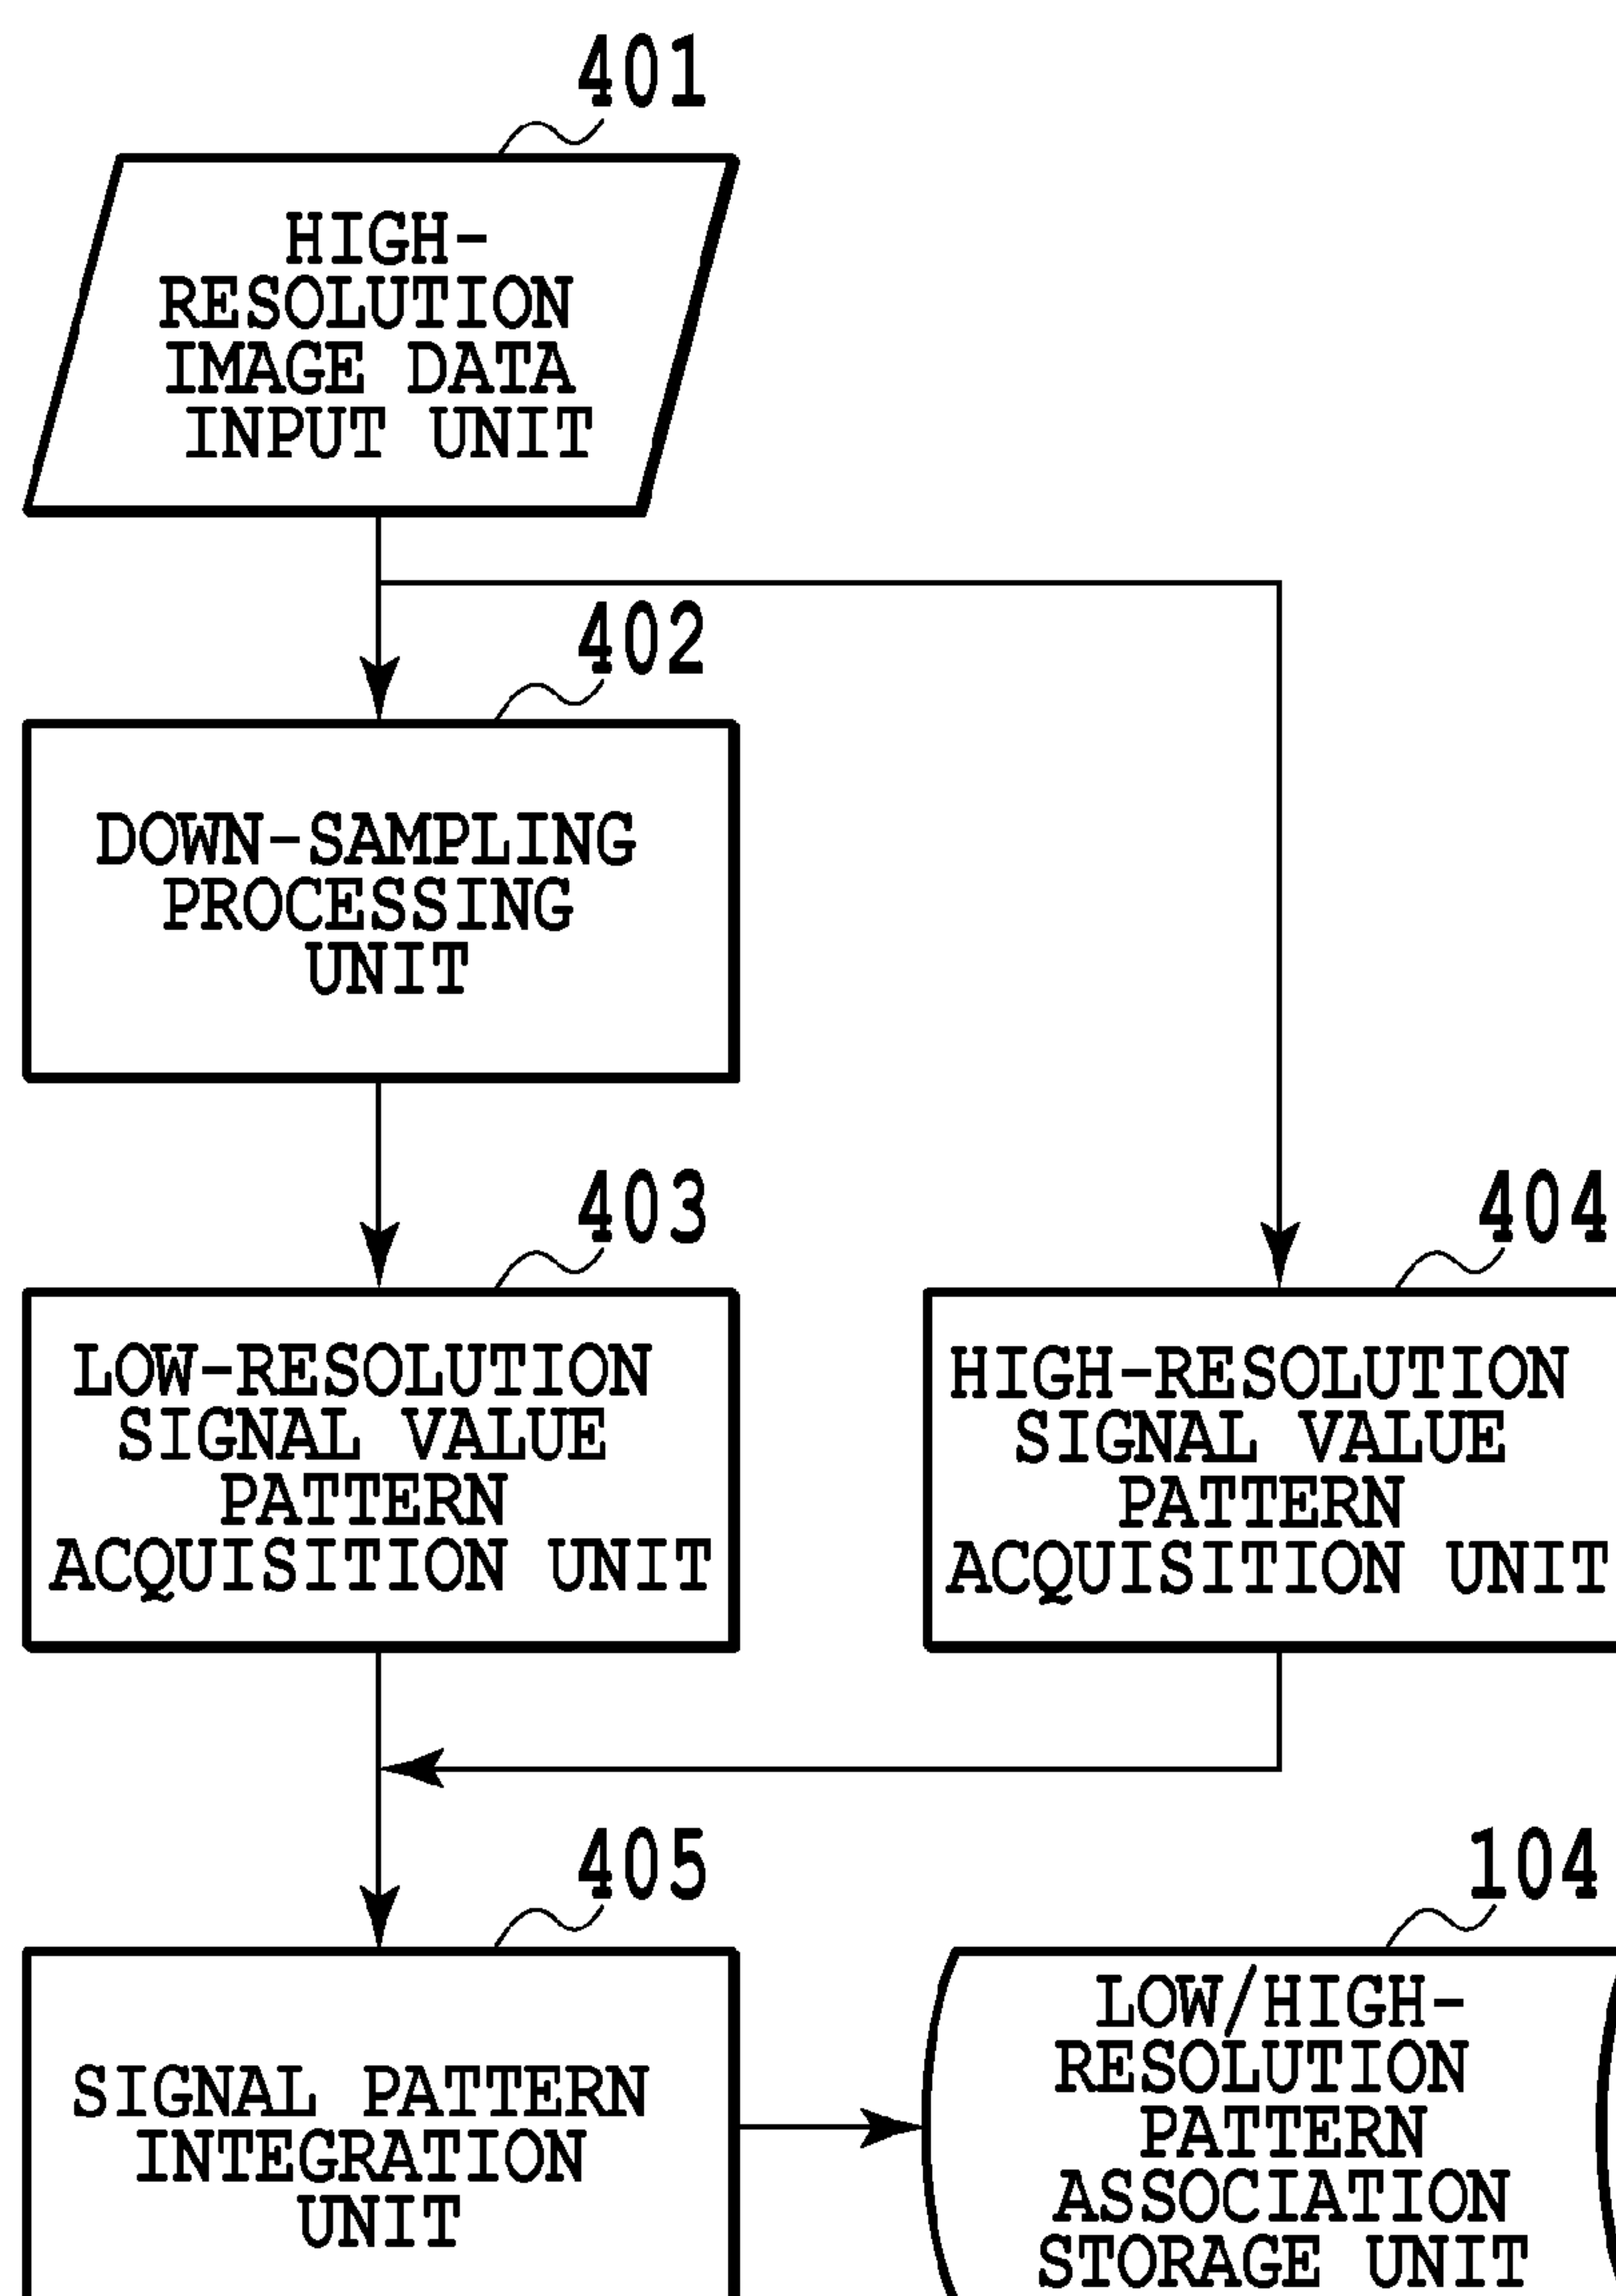 401
HIGH-
RESOLUTION
IMAGE DATA
INPUT UNIT
402
DOWN-SAMPLING
PROCESSING
UNIT
403
LOW-RESOLUTION
SIGNAL VALUE
PATTERN
ACQUISITION UNIT
404
HIGH-RESOLUTION
SIGNAL VALUE
PATTERN
ACQUISITION UNIT
405
SIGNAL PATTERN
INTEGRATION
UNIT
104
LOW/HIGH-
RESOLUTION
PATTERN
ASSOCIATION
STORAGE UNIT